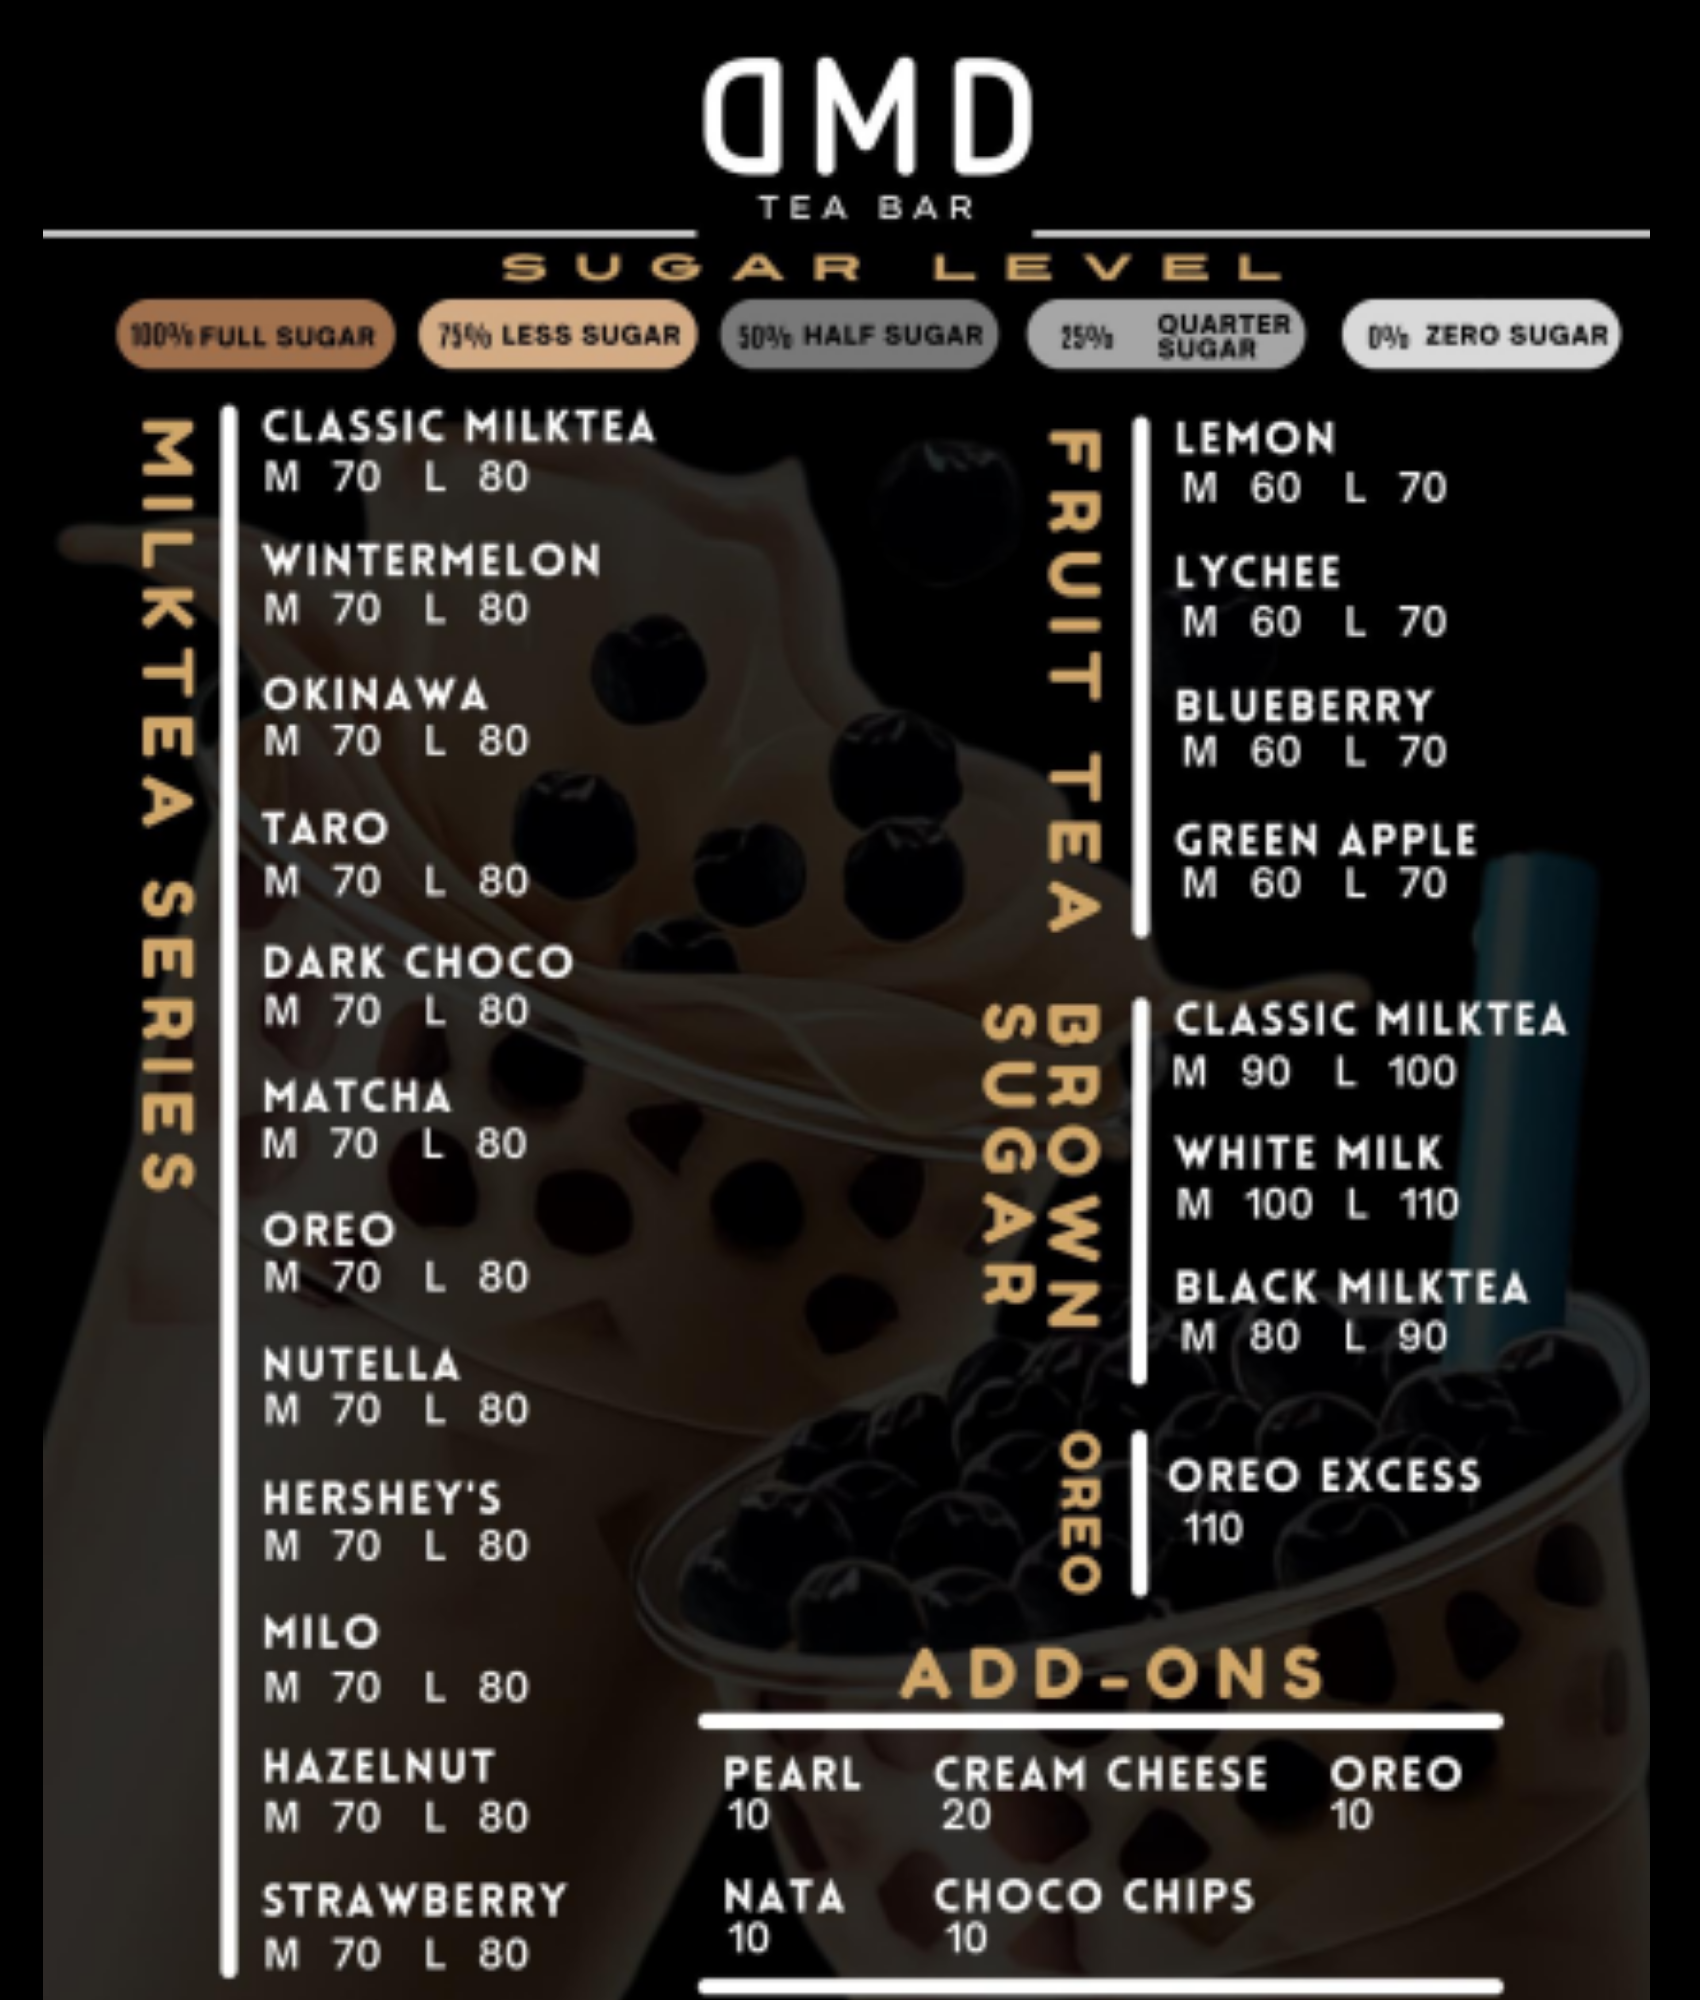 DMD
TEA BAR
SUGAR LEVEL
100% FULL SUGAR
75% LESS SUGAR
50% HALF SUGAR
25% QUARTER
SUGAR
0% ZERO SUGAR
MILKTEA SERIES
CLASSIC MILKTEA
M 70 L 80
WINTERMELON
M 70 L 80
OKINAWA
M 70 L 80
TARO
M 70 L 80
DARK CHOCO
M 70 L 80
MATCHA
M 70 L 80
OREO
M 70 L 80
NUTELLA
M 70 L 80
HERSHEY'S
M 70 L 80
MILO
M 70 L 80
HAZELNUT
M 70 L 80
STRAWBERRY
M 70 L 80
FRUIT TEA
LEMON
M 60 L 70
LYCHEE
M 60 L 70
BLUEBERRY
M 60 L 70
GREEN APPLE
M 60 L 70
BROWN
SUGAR
CLASSIC MILKTEA
M 90 L 100
WHITE MILK
M 100 L 110
BLACK MILKTEA
M 80 L 90
OREO
OREO EXCESS
110
ADD-ONS
PEARL CREAM CHEESE OREO
10 20 10
NATA CHOCO CHIPS
10 10